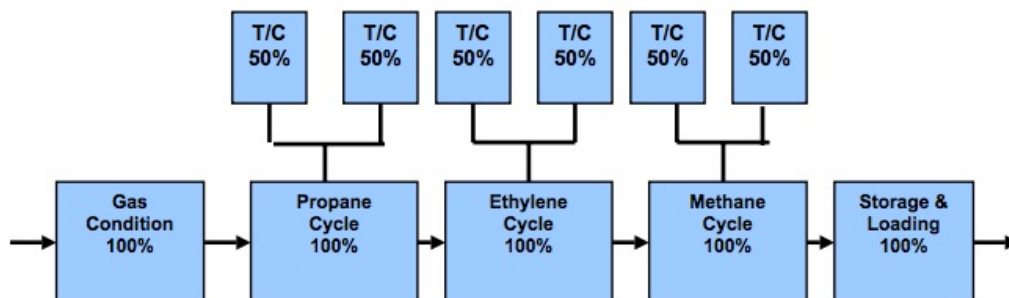 T/C
50%
T/C
50%
T/C
50%
T/C
50%
T/C
50%
T/C
50%
Gas
Condition
100%
Propane
Cycle
100%
Ethylene
Cycle
100%
Methane
Cycle
100%
Storage &
Loading
100%